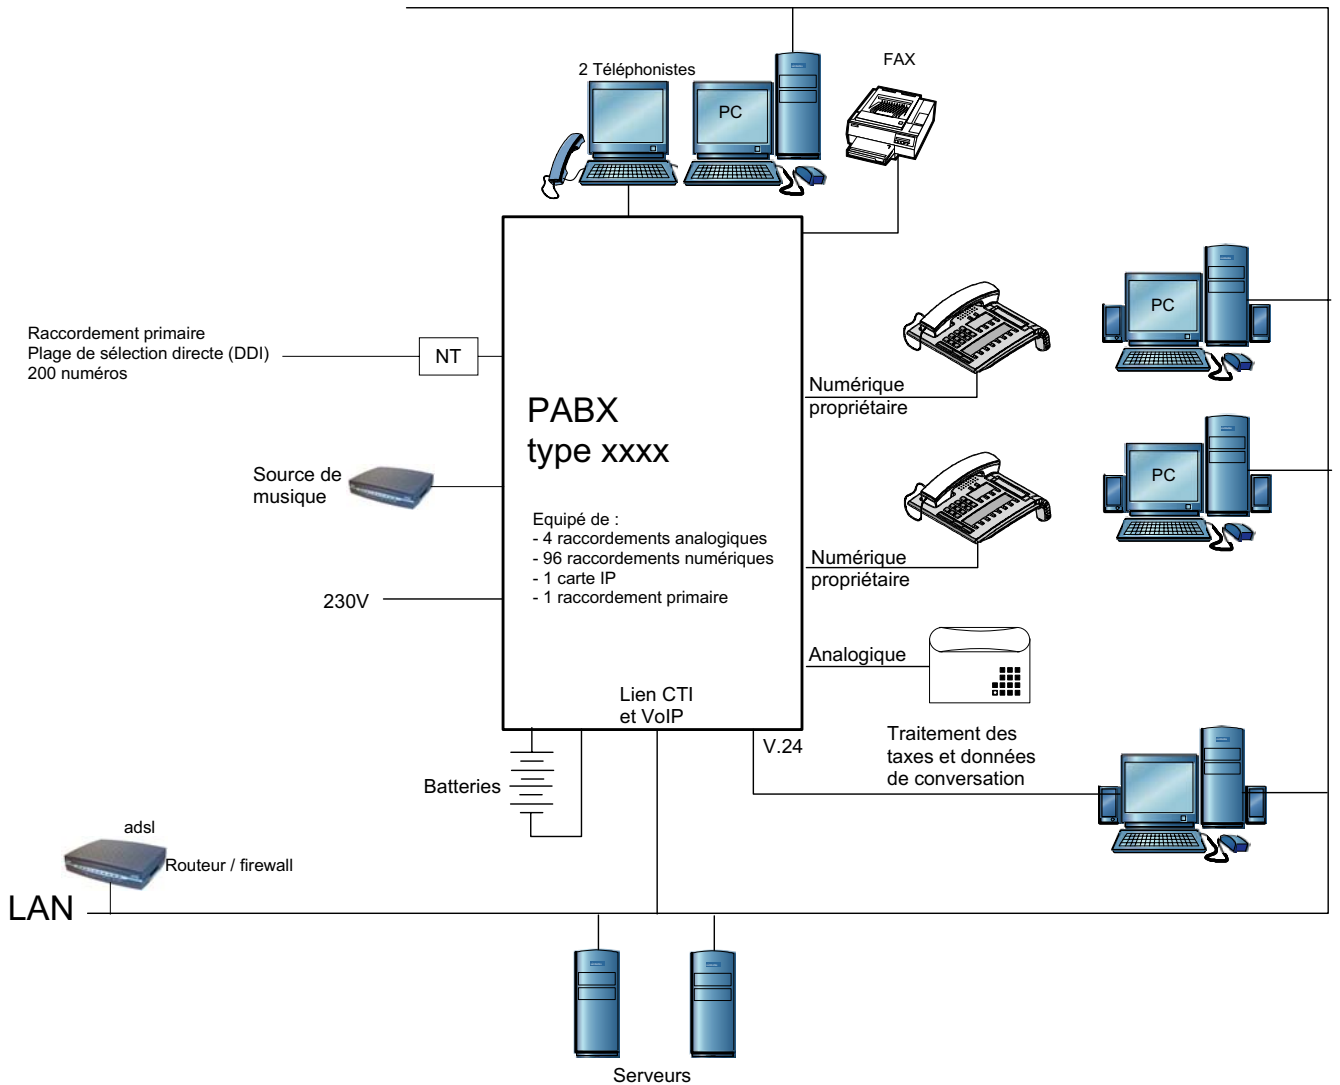 2 Téléphonistes
FAX
PC
Raccordement primaire
Plage de sélection directe (DDI)
200 numéros
NT
PC
Numérique
propriétaire
PABX
type xxxx
Source de
musique
PC
Equipé de :
- 4 raccordements analogiques
- 96 raccordements numériques
- 1 carte IP
- 1 raccordement primaire
Numérique
propriétaire
230V
Analogique
Lien CTI
et VoIP
V.24
Traitement des
taxes et données
de conversation
Batteries
adsl
Routeur / firewall
LAN
Serveurs